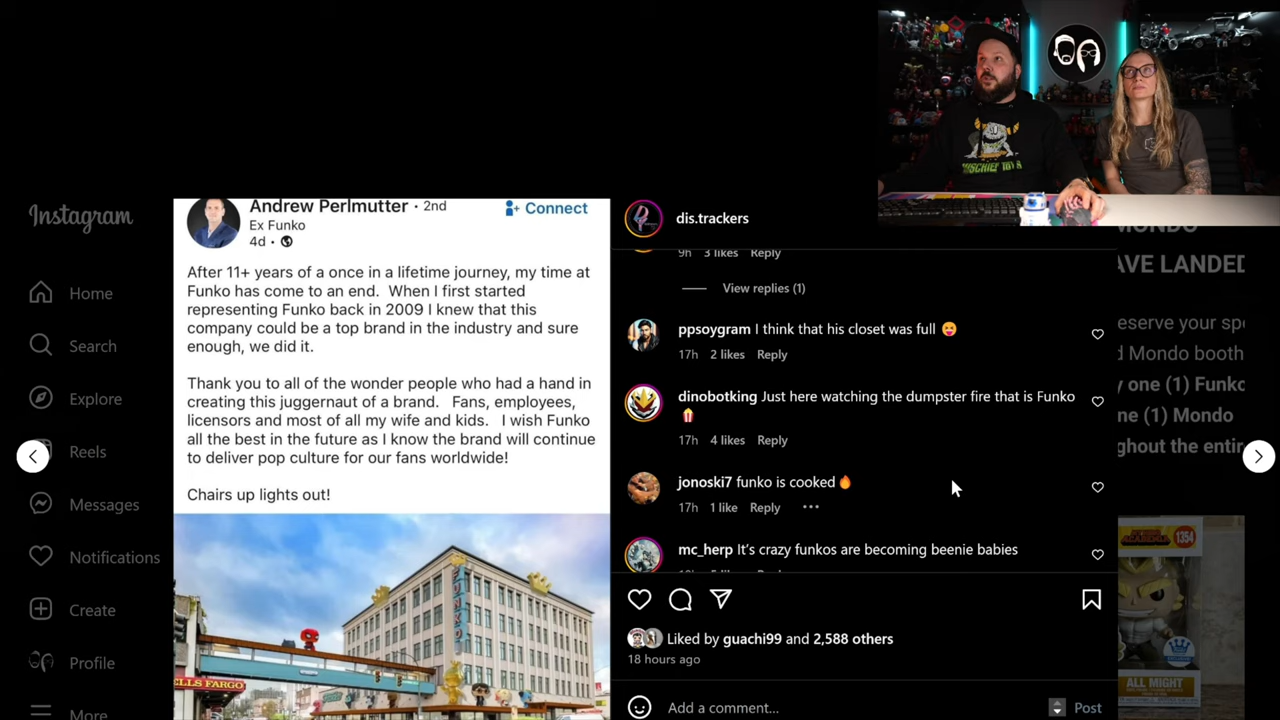 MISCHIEF TOYS
Instagram
Home
Search
Explore
Reels
Messages
Notifications
Create
Profile
More
Andrew Perlmutter · 2nd
Connect
Ex Funko
4d ·
After 11+ years of a once in a lifetime journey, my time at
Funko has come to an end. When I first started
representing Funko back in 2009 I knew that this
company could be a top brand in the industry and sure
enough, we did it.
Thank you to all of the wonder people who had a hand in
creating this juggernaut of a brand. Fans, employees,
licensors and most of all my wife and kids. I wish Funko
all the best in the future as I know the brand will continue
to deliver pop culture for our fans worldwide!
Chairs up lights out!
FUNKO
WELLS FARGO
dis.trackers
9h 3 likes Reply
View replies (1)
ppsoygram I think that his closet was full 😝
17h 2 likes Reply
dinobotking Just here watching the dumpster fire that is Funko
🍿
17h 4 likes Reply
jonoski7 funko is cooked 🔥
17h 1 like Reply ···
mc_herp It's crazy funkos are becoming beenie babies
Liked by guachi99 and 2,588 others
18 hours ago
Add a comment...
Post
MONDO
AVE LANDED
eserve your sp
d Mondo booth
y one (1) Funko
ne (1) Mondo
ghout the entir
1354
ALL MIGHT